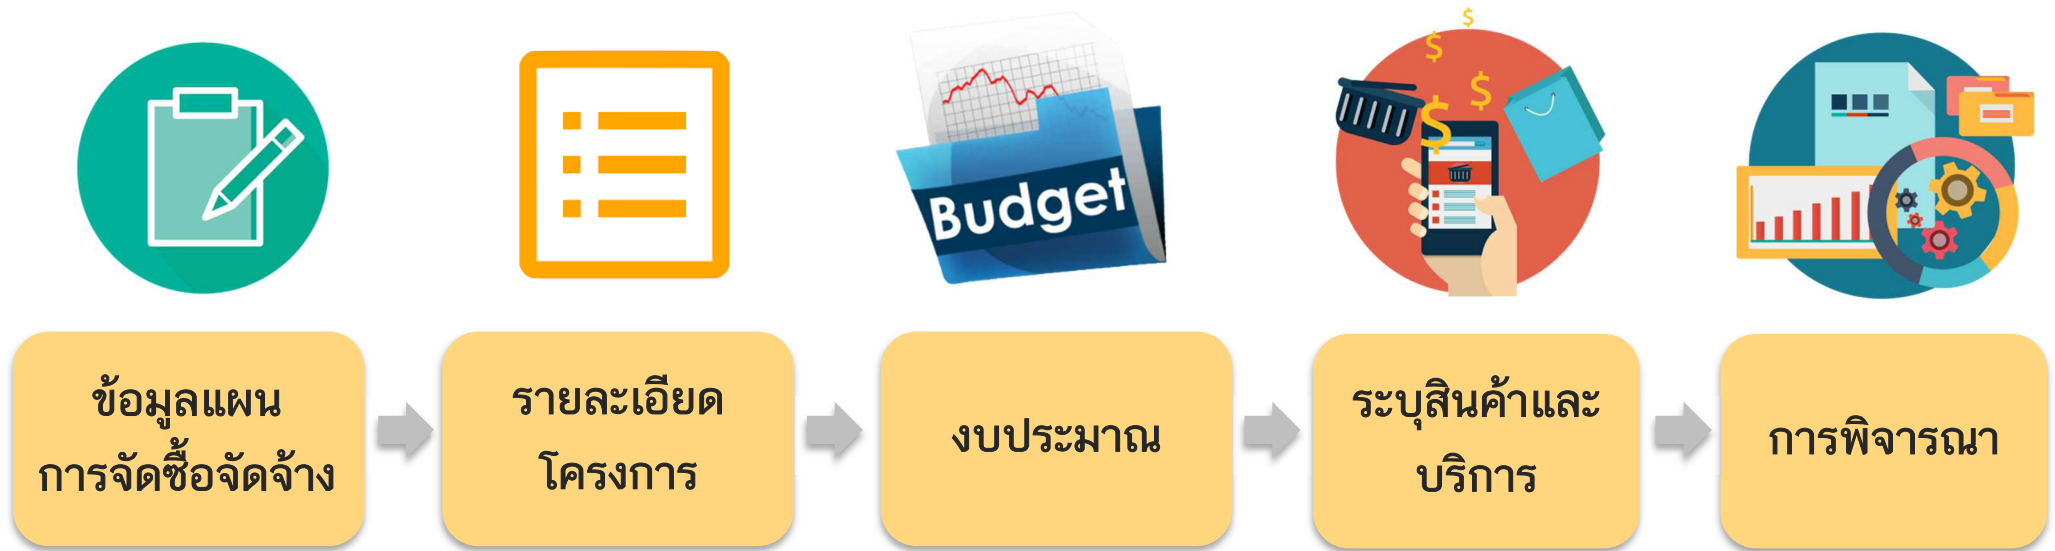 Budget
ข้อมูลแผน
การจัดซื้อจัดจ้าง
รายละเอียด
โครงการ
งบประมาณ
ระบุสินค้าและ
บริการ
การพิจารณา